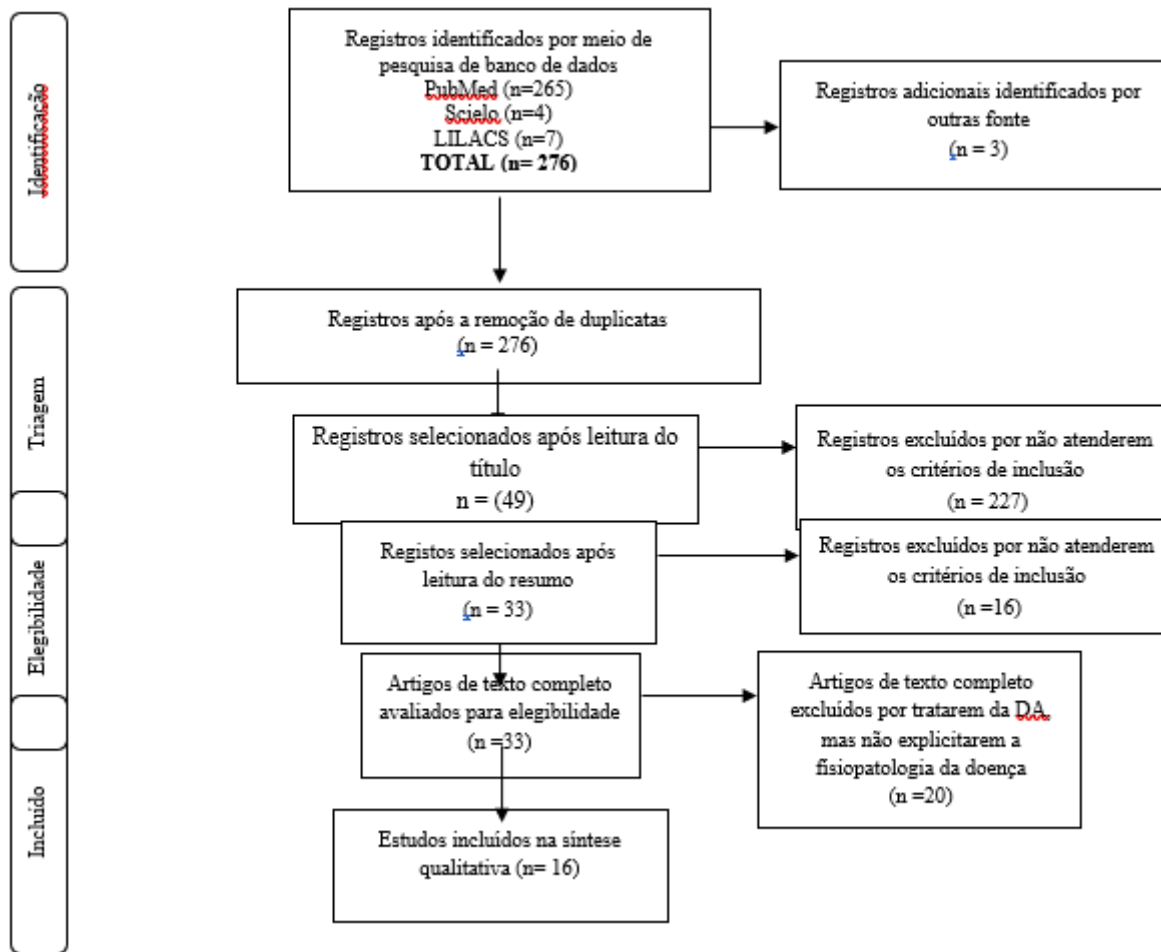 Identificação
Registros identificados por meio de
pesquisa de banco de dados
PubMed (n=265)
Scielo (n=4)
LILACS (n=7)
TOTAL (n= 276)
Registros adicionais identificados por
outras fonte
(n = 3)
Triagem
Registros após a remoção de duplicatas
(n = 276)
Registros selecionados após leitura do
título
n = (49)
Registros excluídos por não atenderem
os critérios de inclusão
(n = 227)
Elegibilidade
Registos selecionados após
leitura do resumo
(n = 33)
Registros excluídos por não atenderem
os critérios de inclusão
(n =16)
Artigos de texto completo
avaliados para elegibilidade
(n =33)
Artigos de texto completo
excluídos por tratarem da DA,
mas não explicitarem a
fisiopatologia da doença
(n =20)
Incluído
Estudos incluídos na síntese
qualitativa (n= 16)